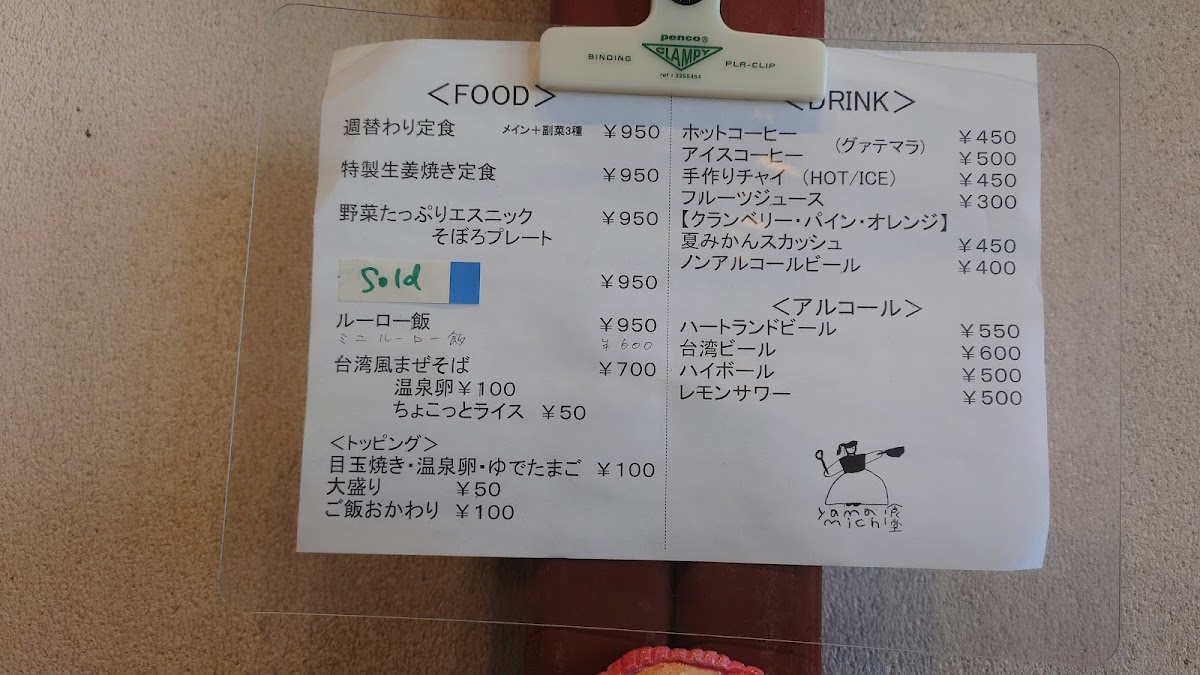 penco®
CLAMPY
BINDING PLA-CLIP
ref : 3255464
＜FOOD＞
週替わり定食 メイン＋副菜3種 ￥950
特製生姜焼き定食 ￥950
野菜たっぷりエスニック ￥950
そぼろプレート
Sold ￥950
ルーロー飯 ￥950
ミニルーロー飯 ￥600
台湾風まぜそば ￥700
温泉卵￥100
ちょこっとライス ￥50
＜トッピング＞
目玉焼き・温泉卵・ゆでたまご ￥100
大盛り ￥50
ご飯おかわり ￥100
＜DRINK＞
ホットコーヒー (グァテマラ) ￥450
アイスコーヒー ￥500
手作りチャイ (HOT/ICE) ￥450
フルーツジュース ￥300
【クランベリー・パイン・オレンジ】
夏みかんスカッシュ ￥450
ノンアルコールビール ￥400
＜アルコール＞
ハートランドビール ￥550
台湾ビール ￥600
ハイボール ￥500
レモンサワー ￥500
yama
michi 食堂